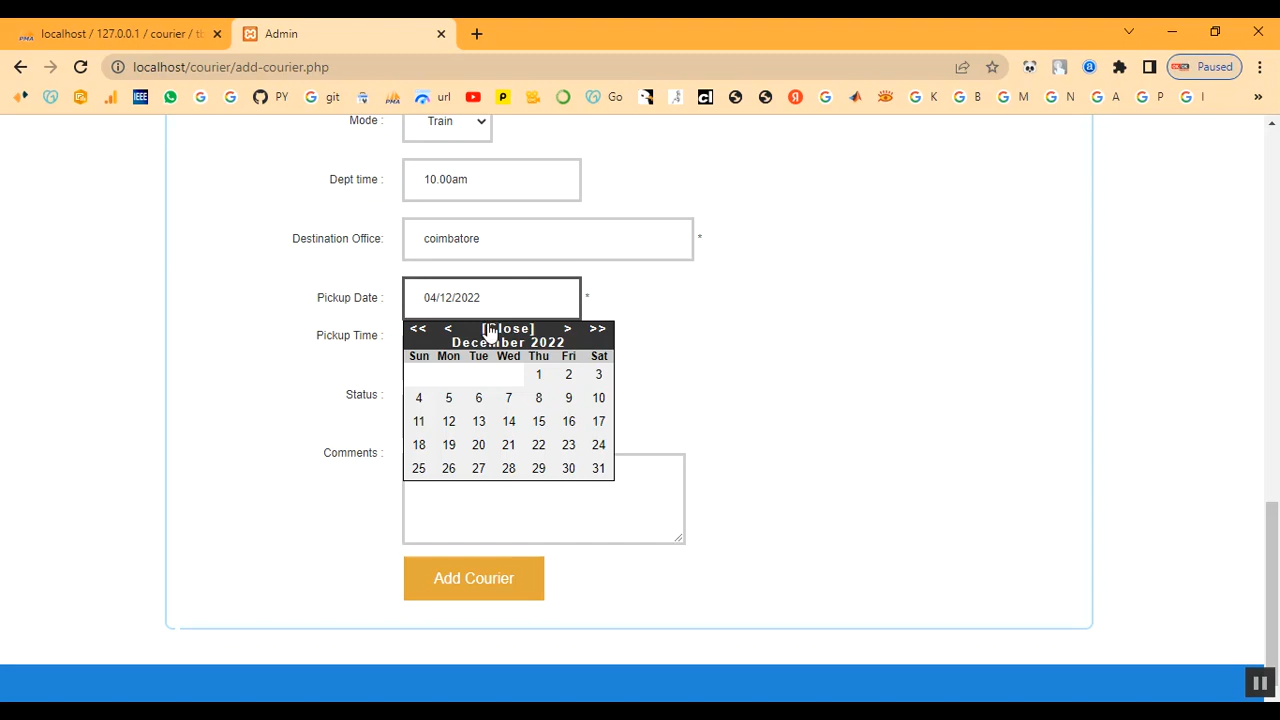 localhost / 127.0.0.1 / courier / tb
Admin
localhost/courier/add-courier.php
Paused
IEEE
PY
git
PMA
url
Go
K
B
M
N
A
P
I
»
Mode :
Train
Dept time :
10.00am
Destination Office:
coimbatore
*
Pickup Date :
04/12/2022
*
Pickup Time :
<< < [Close] > >>
December 2022
Sun Mon Tue Wed Thu Fri Sat
1 2 3
4 5 6 7 8 9 10
11 12 13 14 15 16 17
18 19 20 21 22 23 24
25 26 27 28 29 30 31
Status :
Comments :
Add Courier